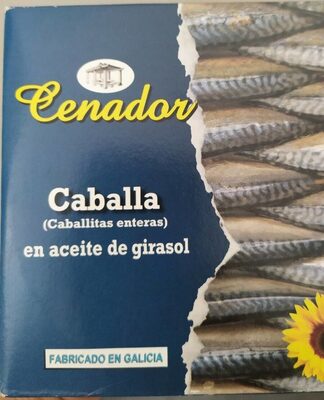 Cenador
Caballa
(Caballitas enteras)
en aceite de girasol
FABRICADO EN GALICIA